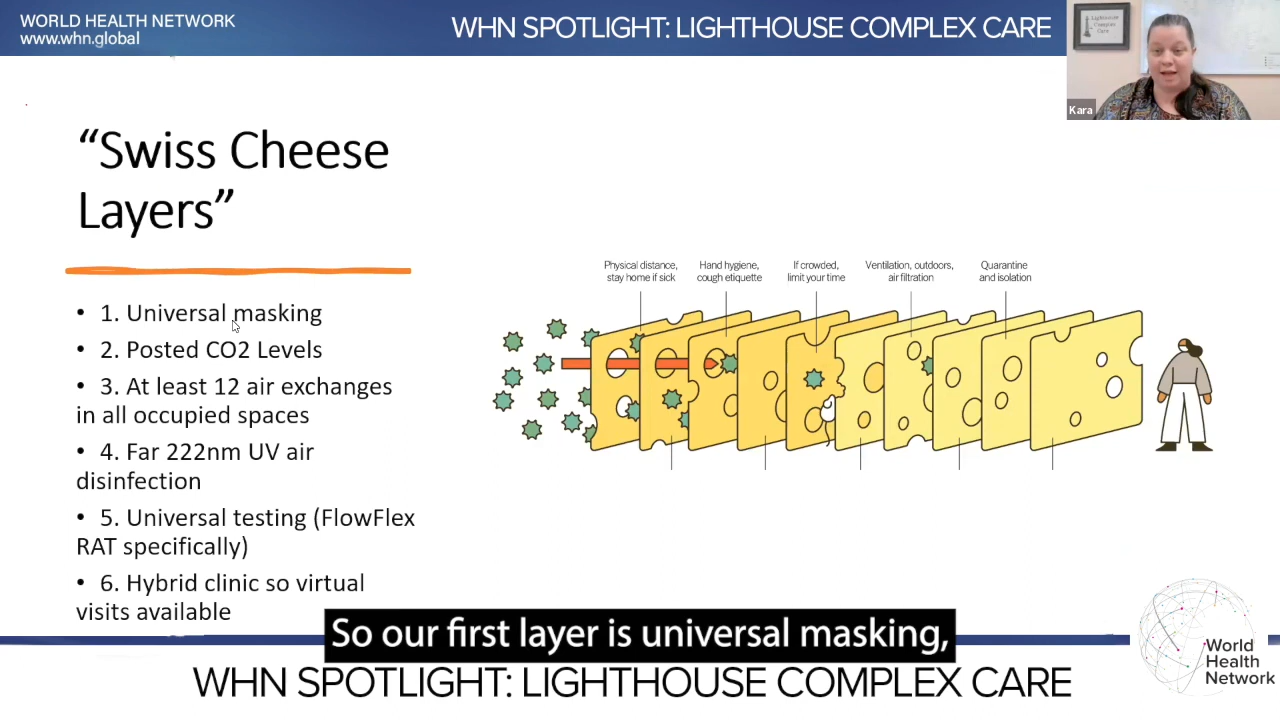 WORLD HEALTH NETWORK
www.whn.global
WHN SPOTLIGHT: LIGHTHOUSE COMPLEX CARE
Lighthouse
Complex
Care
Kara
“Swiss Cheese
Layers”
• 1. Universal masking
• 2. Posted CO2 Levels
• 3. At least 12 air exchanges
in all occupied spaces
• 4. Far 222nm UV air
disinfection
• 5. Universal testing (FlowFlex
RAT specifically)
• 6. Hybrid clinic so virtual
visits available
Physical distance,
stay home if sick
Hand hygiene,
cough etiquette
If crowded,
limit your time
Ventilation, outdoors,
air filtration
Quarantine
and isolation
So our first layer is universal masking,
WHN SPOTLIGHT: LIGHTHOUSE COMPLEX CARE
World
Health
Network